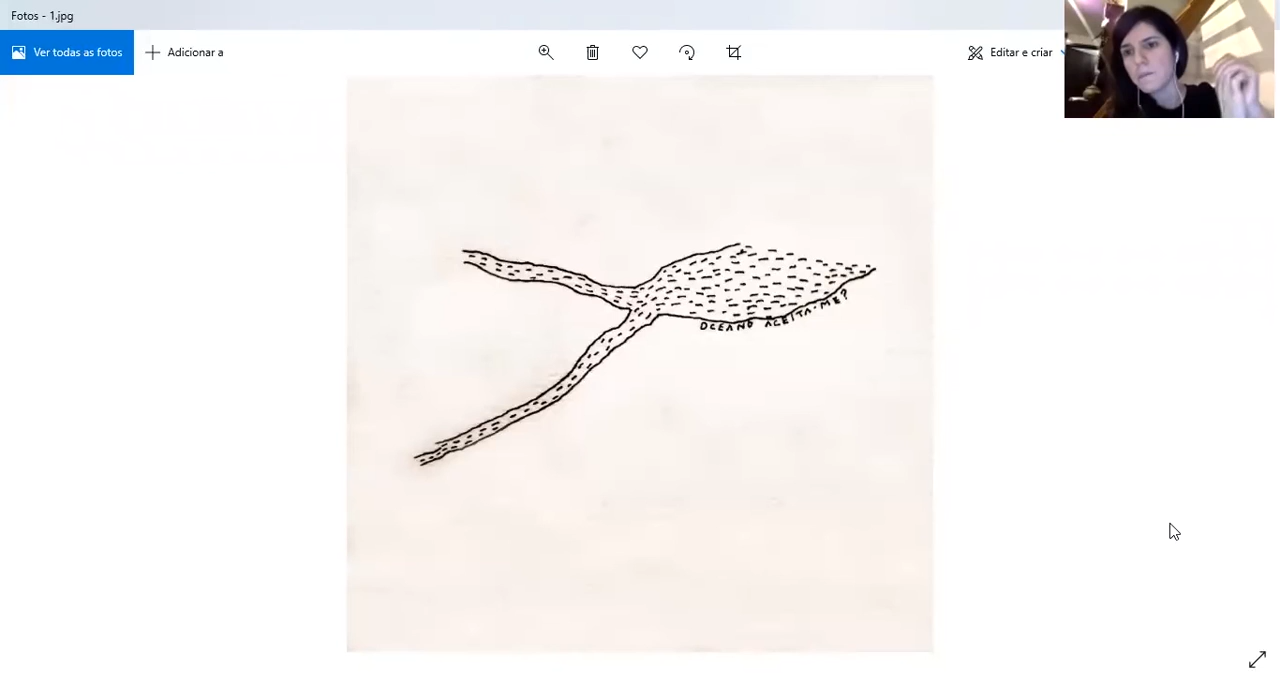 Fotos - 1.jpg
Ver todas as fotos
Adicionar a
Editar e criar
OCEANO ACEITA-ME?